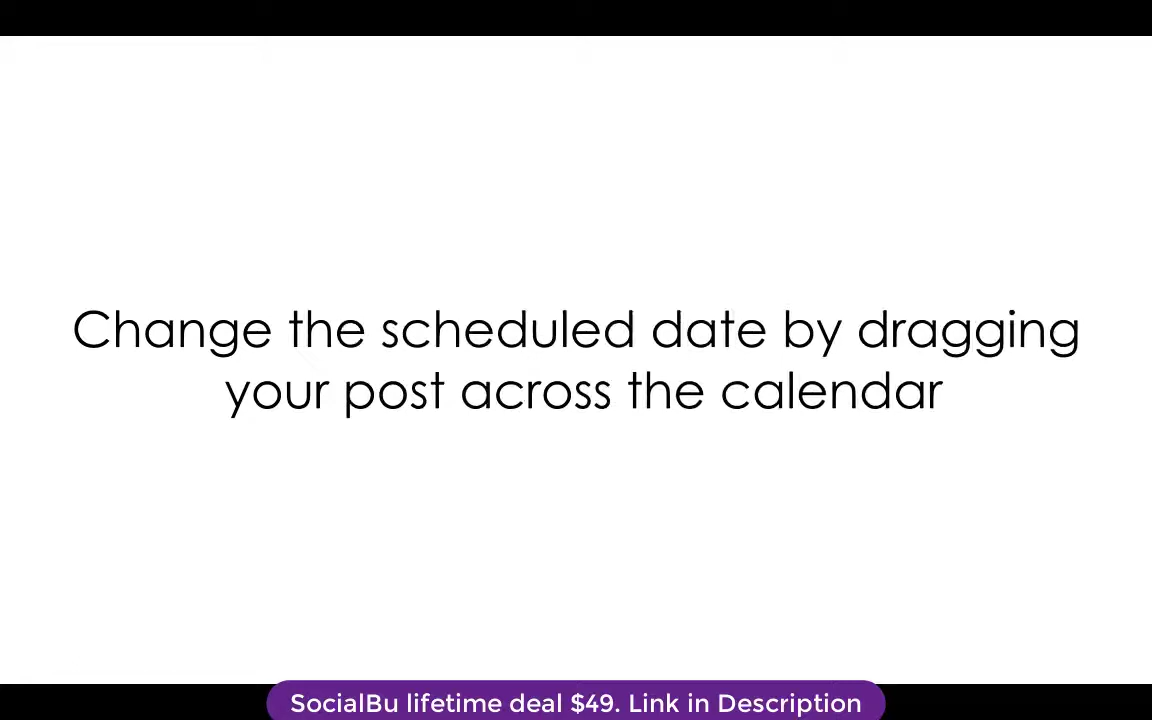 Change the scheduled date by dragging
your post across the calendar
SocialBu lifetime deal $49. Link in Description